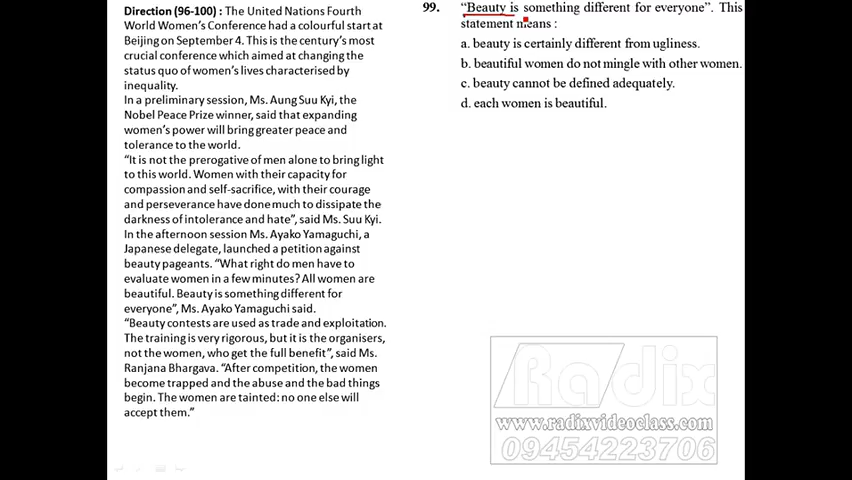 Direction (96-100) : The United Nations Fourth
World Women's Conference had a colourful start at
Beijing on September 4. This is the century's most
crucial conference which aimed at changing the
status quo of women's lives characterised by
inequality.
In a preliminary session, Ms. Aung Suu Kyi, the
Nobel Peace Prize winner, said that expanding
women's power will bring greater peace and
tolerance to the world.
"It is not the prerogative of men alone to bring light
to this world. Women with their capacity for
compassion and self-sacrifice, with their courage
and perseverance have done much to dissipate the
darkness of intolerance and hate", said Ms. Suu Kyi.
In the afternoon session Ms. Ayako Yamaguchi, a
Japanese delegate, launched a petition against
beauty pageants. "What right do men have to
evaluate women in a few minutes? All women are
beautiful. Beauty is something different for
everyone", Ms. Ayako Yamaguchi said.
"Beauty contests are used as trade and exploitation.
The training is very rigorous, but it is the organisers,
not the women, who get the full benefit", said Ms.
Ranjana Bhargava. "After competition, the women
become trapped and the abuse and the bad things
begin. The women are tainted: no one else will
accept them."
99. "Beauty is something different for everyone". This
statement means :
a. beauty is certainly different from ugliness.
b. beautiful women do not mingle with other women.
c. beauty cannot be defined adequately.
d. each women is beautiful.
Radix
www.radixvideoclass.com
09454223706